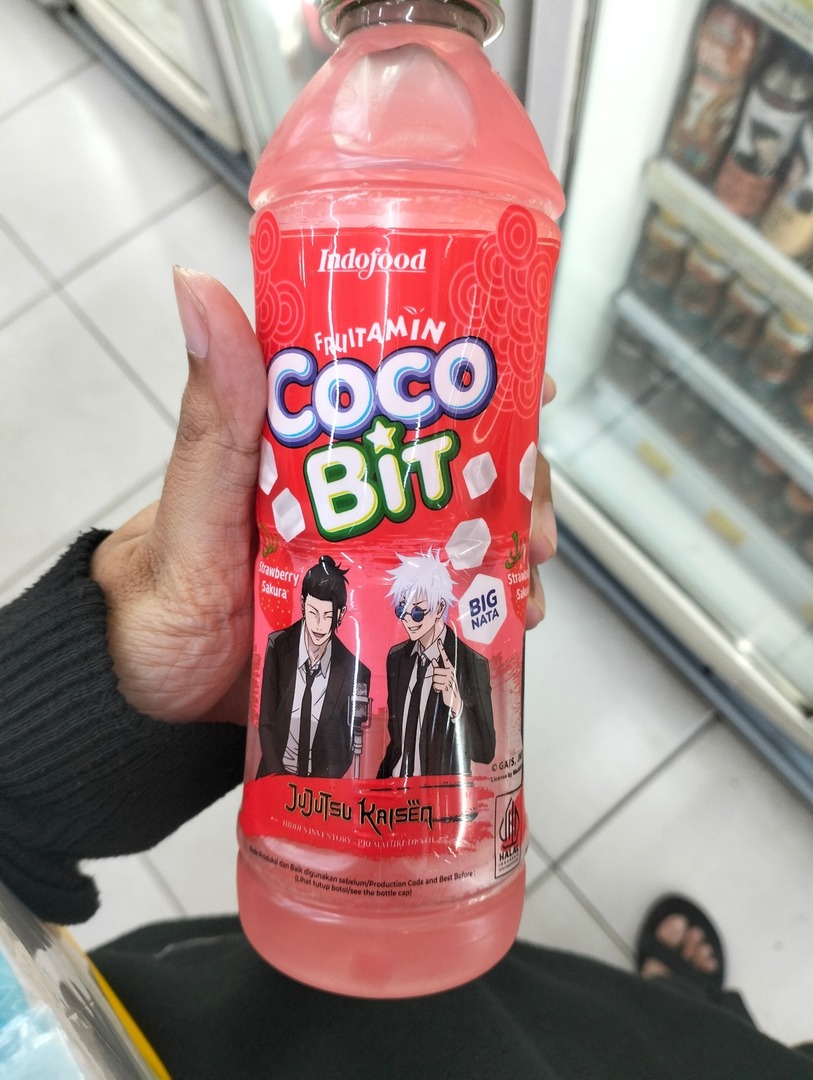 Indofood
FRUITAMIN
COCO
BiT
Strawberry
Sakura
BIG
NATA
© GA/S,
License by
JUJUTSU KAISEN
HIDDEN INVENTORY · PREMATURE DEATH
HALAL
Kode Produksi dan Baik digunakan sebelum/Production Code and Best Before :
(Lihat tutup botol/see the bottle cap)